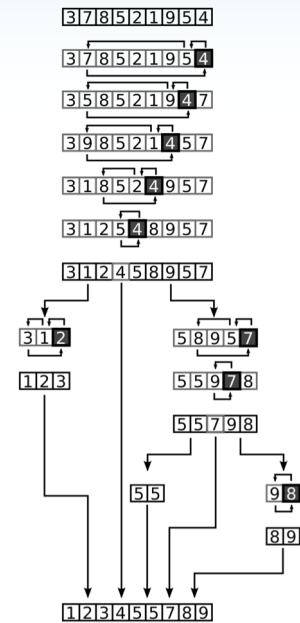 3 7 8 5 2 1 9 5 4
3 7 8 5 2 1 9 5 4
3 5 8 5 2 1 9 4 7
3 9 8 5 2 1 4 5 7
3 1 8 5 2 4 9 5 7
3 1 2 5 4 8 9 5 7
3 1 2 4 5 8 9 5 7
3 1 2
5 8 9 5 7
1 2 3
5 5 9 7 8
5 5 7 9 8
5 5
9 8
8 9
1 2 3 4 5 5 7 8 9